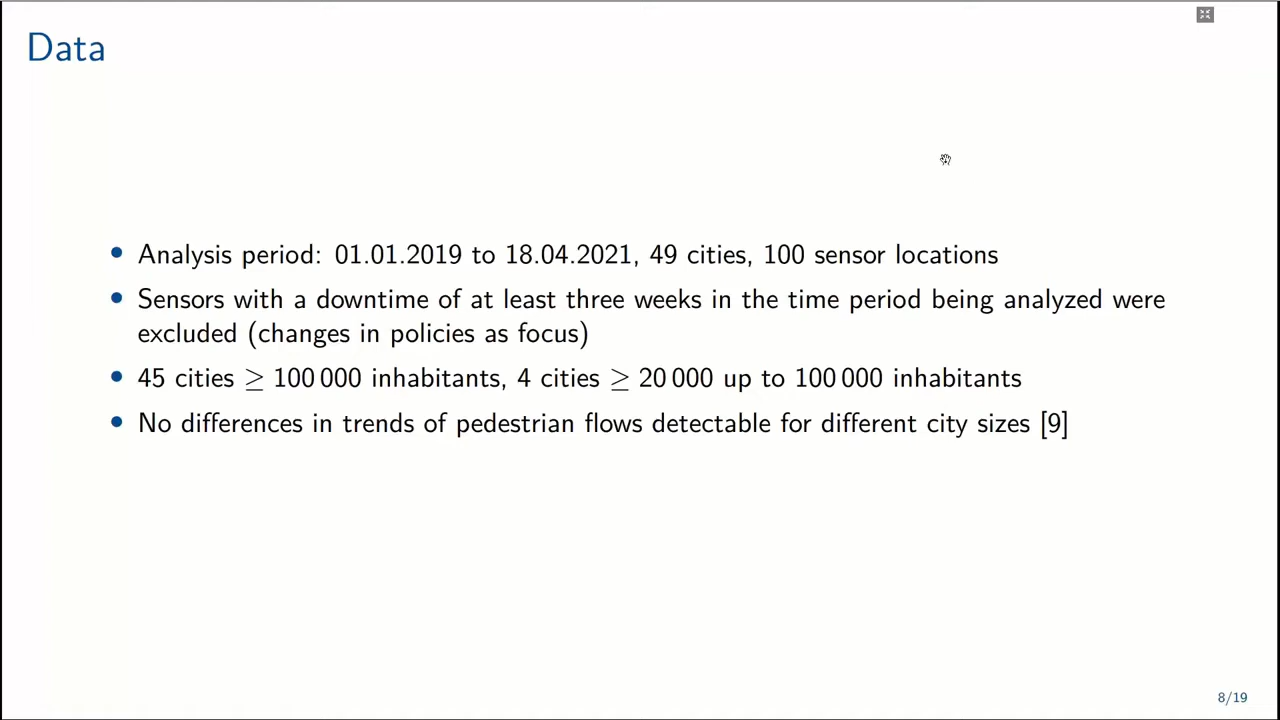 Data
• Analysis period: 01.01.2019 to 18.04.2021, 49 cities, 100 sensor locations
• Sensors with a downtime of at least three weeks in the time period being analyzed were
excluded (changes in policies as focus)
• 45 cities ≥ 100 000 inhabitants, 4 cities ≥ 20 000 up to 100 000 inhabitants
• No differences in trends of pedestrian flows detectable for different city sizes [9]
8/19